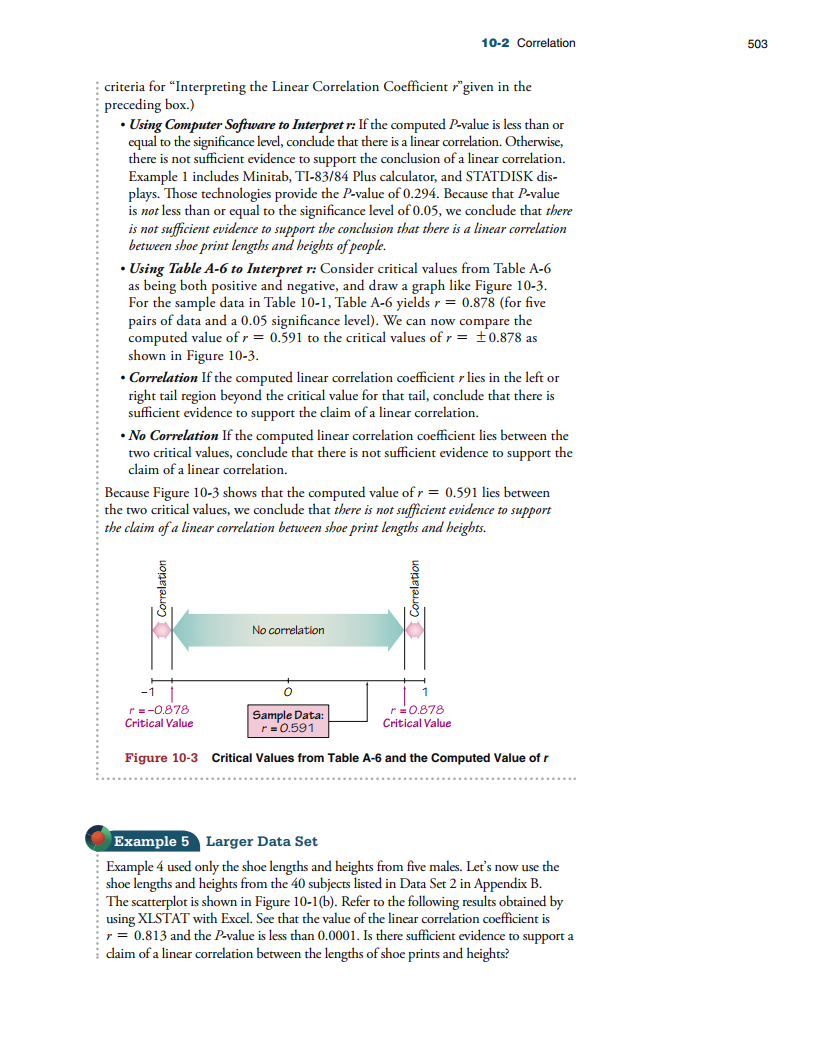 10-2 Correlation 503
criteria for “Interpreting the Linear Correlation Coefficient r”given in the
preceding box.)
• Using Computer Software to Interpret r: If the computed P-value is less than or
equal to the significance level, conclude that there is a linear correlation. Otherwise,
there is not sufficient evidence to support the conclusion of a linear correlation.
Example 1 includes Minitab, TI-83/84 Plus calculator, and STATDISK dis-
plays. Those technologies provide the P-value of 0.294. Because that P-value
is not less than or equal to the significance level of 0.05, we conclude that there
is not sufficient evidence to support the conclusion that there is a linear correlation
between shoe print lengths and heights of people.
• Using Table A-6 to Interpret r: Consider critical values from Table A-6
as being both positive and negative, and draw a graph like Figure 10-3.
For the sample data in Table 10-1, Table A-6 yields r = 0.878 (for five
pairs of data and a 0.05 significance level). We can now compare the
computed value of r = 0.591 to the critical values of r = ±0.878 as
shown in Figure 10-3.
• Correlation If the computed linear correlation coefficient r lies in the left or
right tail region beyond the critical value for that tail, conclude that there is
sufficient evidence to support the claim of a linear correlation.
• No Correlation If the computed linear correlation coefficient lies between the
two critical values, conclude that there is not sufficient evidence to support the
claim of a linear correlation.
Because Figure 10-3 shows that the computed value of r = 0.591 lies between
the two critical values, we conclude that there is not sufficient evidence to support
the claim of a linear correlation between shoe print lengths and heights.
Correlation
No correlation
Correlation
−1 0 1
r = −0.878
Critical Value
Sample Data:
r = 0.591
r = 0.878
Critical Value
Figure 10-3 Critical Values from Table A-6 and the Computed Value of r
Example 5 Larger Data Set
Example 4 used only the shoe lengths and heights from five males. Let’s now use the
shoe lengths and heights from the 40 subjects listed in Data Set 2 in Appendix B.
The scatterplot is shown in Figure 10-1(b). Refer to the following results obtained by
using XLSTAT with Excel. See that the value of the linear correlation coefficient is
r = 0.813 and the P-value is less than 0.0001. Is there sufficient evidence to support a
claim of a linear correlation between the lengths of shoe prints and heights?